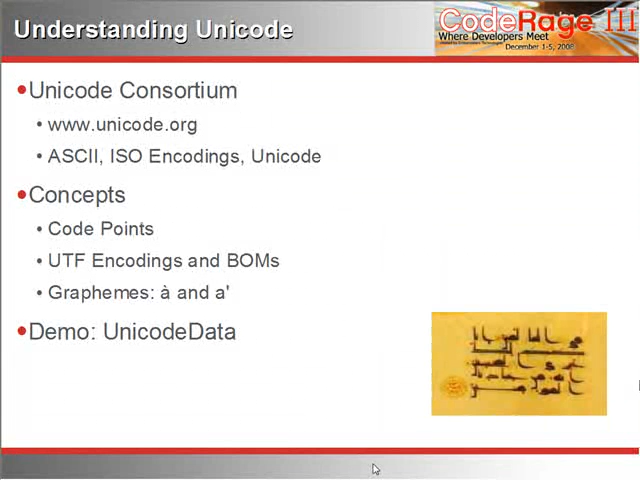 Understanding Unicode
CodeRage III
Where Developers Meet
December 1-5, 2008
Unicode Consortium
www.unicode.org
ASCII, ISO Encodings, Unicode
Concepts
Code Points
UTF Encodings and BOMs
Graphemes: à and a'
Demo: UnicodeData